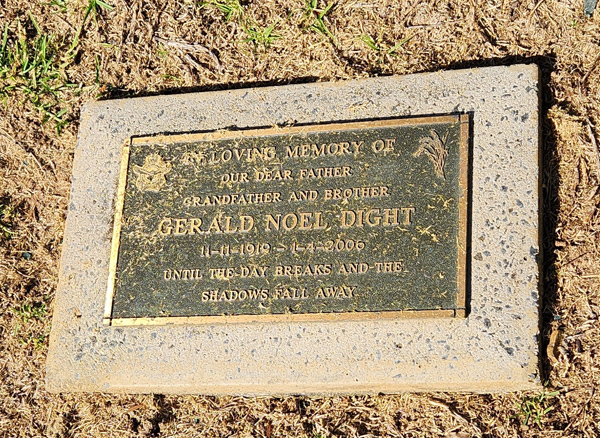 IN LOVING MEMORY OF
OUR DEAR FATHER
GRANDFATHER AND BROTHER
GERALD NOEL DIGHT
11-11-1919 - 1-4-2006
UNTIL THE DAY BREAKS AND THE
SHADOWS FALL AWAY